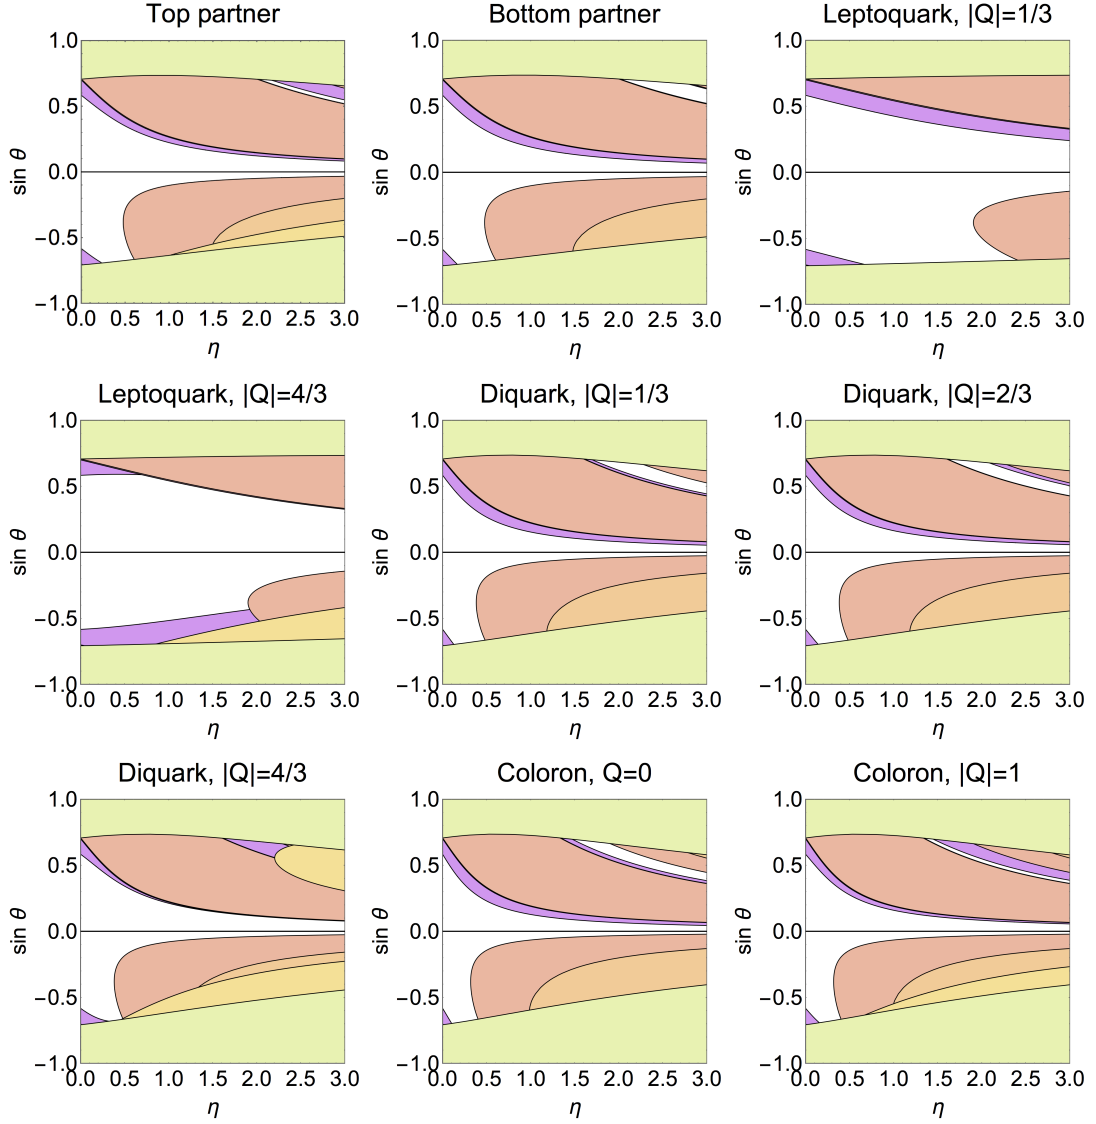 Top partner
Bottom partner
Leptoquark, |Q|=1/3
1.0
0.5
0.0
−0.5
−1.0
sin θ
0.0 0.5 1.0 1.5 2.0 2.5 3.0
η
1.0
0.5
0.0
−0.5
−1.0
sin θ
0.0 0.5 1.0 1.5 2.0 2.5 3.0
η
1.0
0.5
0.0
−0.5
−1.0
sin θ
0.0 0.5 1.0 1.5 2.0 2.5 3.0
η
Leptoquark, |Q|=4/3
Diquark, |Q|=1/3
Diquark, |Q|=2/3
1.0
0.5
0.0
−0.5
−1.0
sin θ
0.0 0.5 1.0 1.5 2.0 2.5 3.0
η
1.0
0.5
0.0
−0.5
−1.0
sin θ
0.0 0.5 1.0 1.5 2.0 2.5 3.0
η
1.0
0.5
0.0
−0.5
−1.0
sin θ
0.0 0.5 1.0 1.5 2.0 2.5 3.0
η
Diquark, |Q|=4/3
Coloron, Q=0
Coloron, |Q|=1
1.0
0.5
0.0
−0.5
−1.0
sin θ
0.0 0.5 1.0 1.5 2.0 2.5 3.0
η
1.0
0.5
0.0
−0.5
−1.0
sin θ
0.0 0.5 1.0 1.5 2.0 2.5 3.0
η
1.0
0.5
0.0
−0.5
−1.0
sin θ
0.0 0.5 1.0 1.5 2.0 2.5 3.0
η